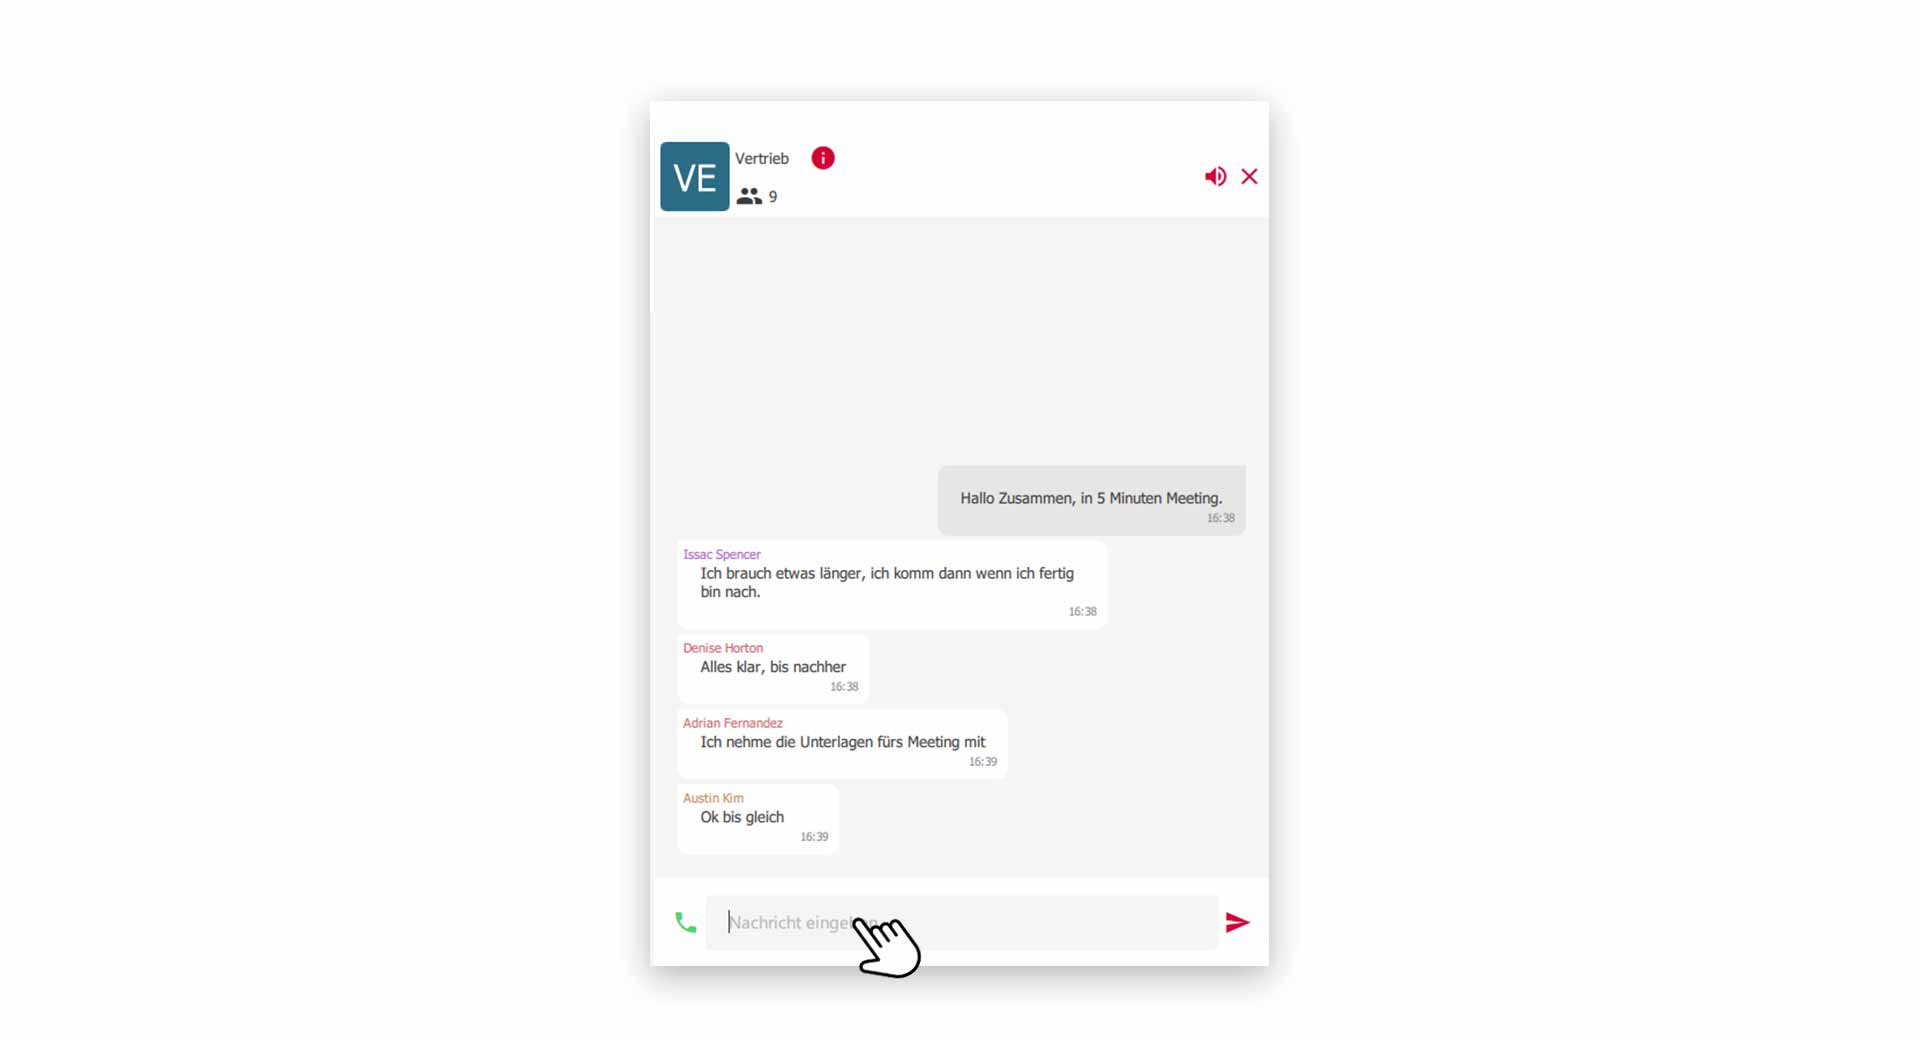 VE
Vertrieb
9
Hallo Zusammen, in 5 Minuten Meeting.
16:38
Issac Spencer
Ich brauch etwas länger, ich komm dann wenn ich fertig
bin nach.
16:38
Denise Horton
Alles klar, bis nachher
16:38
Adrian Fernandez
Ich nehme die Unterlagen fürs Meeting mit
16:39
Austin Kim
Ok bis gleich
16:39
Nachricht